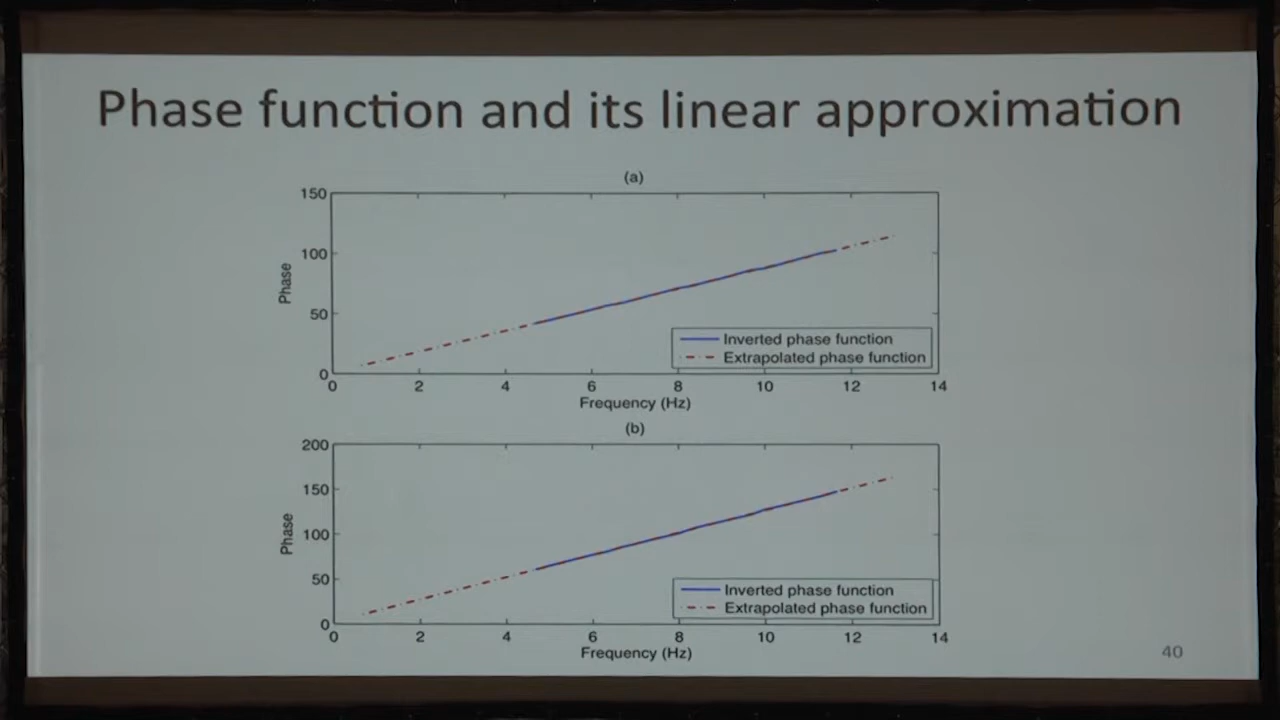 Phase function and its linear approximation
(a)
150
100
50
0
Phase
0 2 4 6 8 10 12 14
Frequency (Hz)
Inverted phase function
Extrapolated phase function
(b)
200
150
100
50
0
Phase
0 2 4 6 8 10 12 14
Frequency (Hz)
Inverted phase function
Extrapolated phase function
40